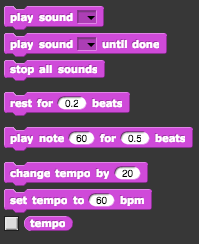 play sound
play sound until done
stop all sounds
rest for 0.2 beats
play note 60 for 0.5 beats
change tempo by 20
set tempo to 60 bpm
tempo